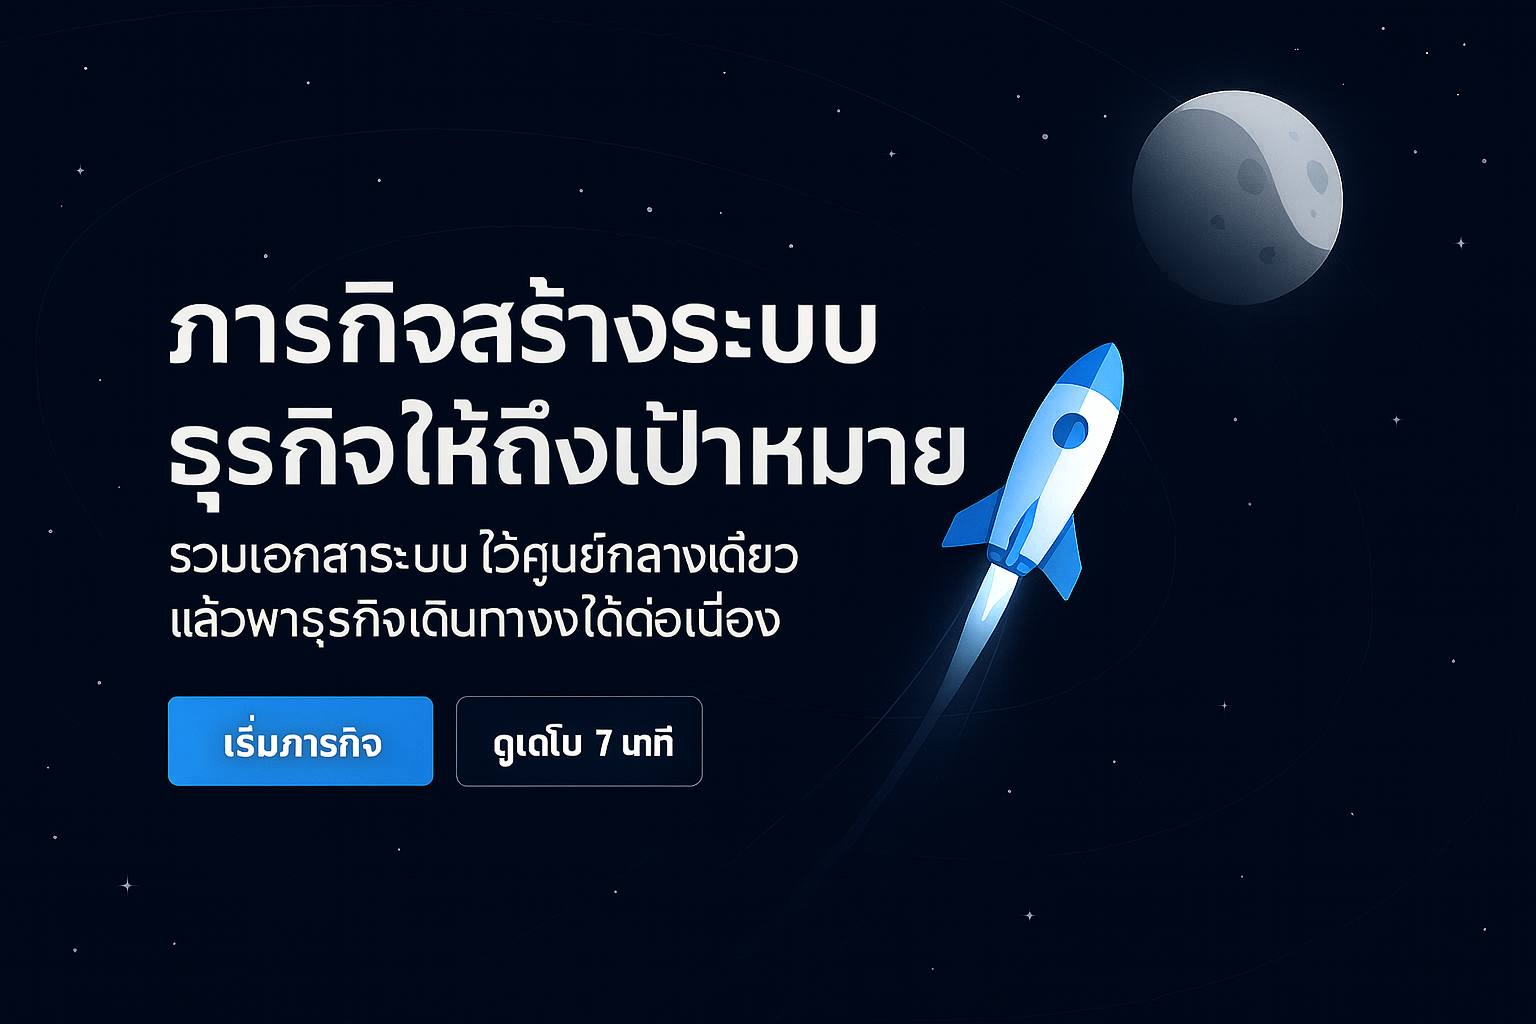 ภารกิจสร้างระบบ
ธุรกิจให้ถึงเป้าหมาย
รวมเอกสาระบบ ใว้ศูนย์กลางเดียว
แล้วพาธุรกิจเดินทางงได้ต่อเนื่อง
เริ่มภารกิจ
ดูเดโบ 7 นาที